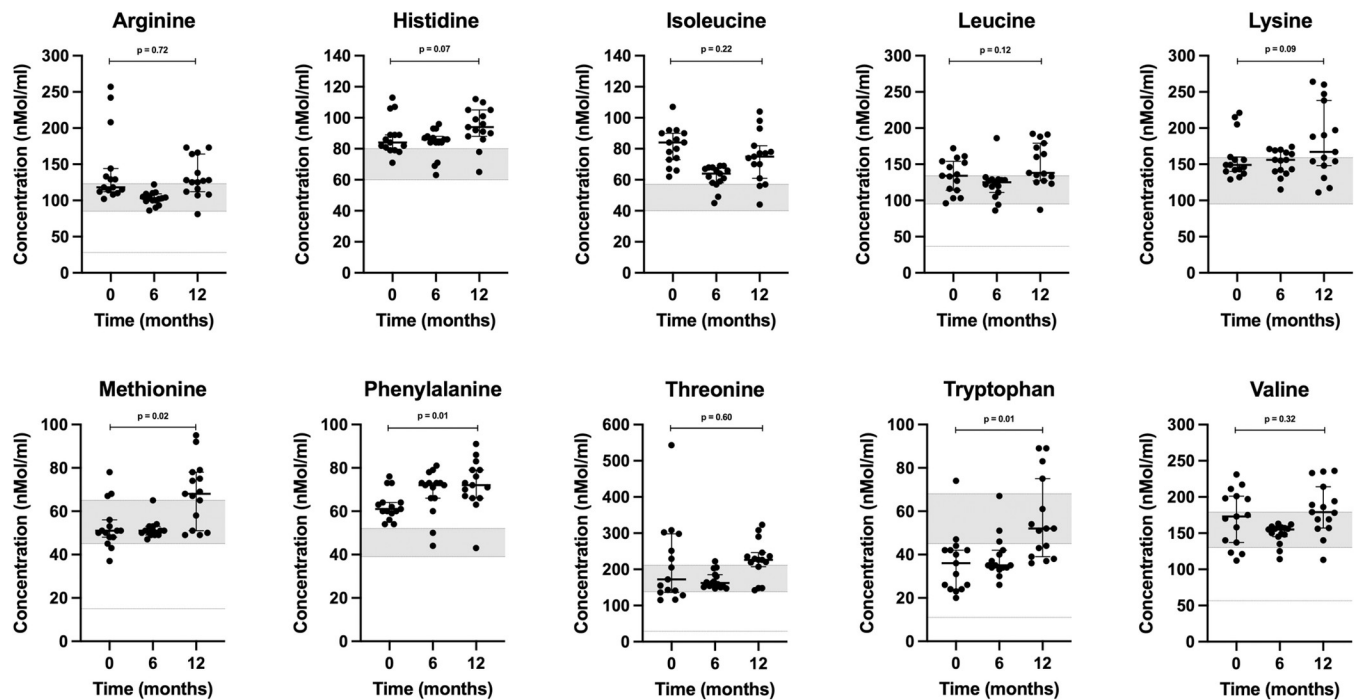 Arginine Histidine Isoleucine Leucine Lysine
p = 0.72 p = 0.07 p = 0.22 p = 0.12 p = 0.09
Concentration (nMol/ml) Concentration (nMol/ml) Concentration (nMol/ml) Concentration (nMol/ml) Concentration (nMol/ml)
300 140 140 300 300
120 120
250 250 250
100 100
200 200 200
80 80
150 150 150
60 60
100 100 100
40 40
50 50 50
20 20
0 0 0 0 0
0 6 12 0 6 12 0 6 12 0 6 12 0 6 12
Time (months) Time (months) Time (months) Time (months) Time (months)
Methionine Phenylalanine Threonine Tryptophan Valine
p = 0.02 p = 0.01 p = 0.60 p = 0.01 p = 0.32
Concentration (nMol/ml) Concentration (nMol/ml) Concentration (nMol/ml) Concentration (nMol/ml) Concentration (nMol/ml)
100 100 600 100 300
500 250
80 80 80
400 200
60 60 60
300 150
40 40 40
200 100
20 20 20
100 50
0 0 0 0 0
0 6 12 0 6 12 0 6 12 0 6 12 0 6 12
Time (months) Time (months) Time (months) Time (months) Time (months)